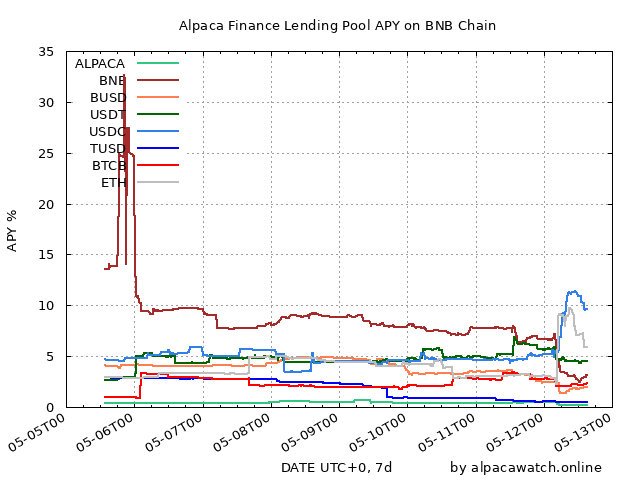 Alpaca Finance Lending Pool APY on BNB Chain
APY %
35
30
25
20
15
10
5
0
ALPACA
BNB
BUSD
USDT
USDC
TUSD
BTCB
ETH
05-05T00
05-06T00
05-07T00
05-08T00
05-09T00
05-10T00
05-11T00
05-12T00
05-13T00
DATE UTC+0, 7d
by alpacawatch.online